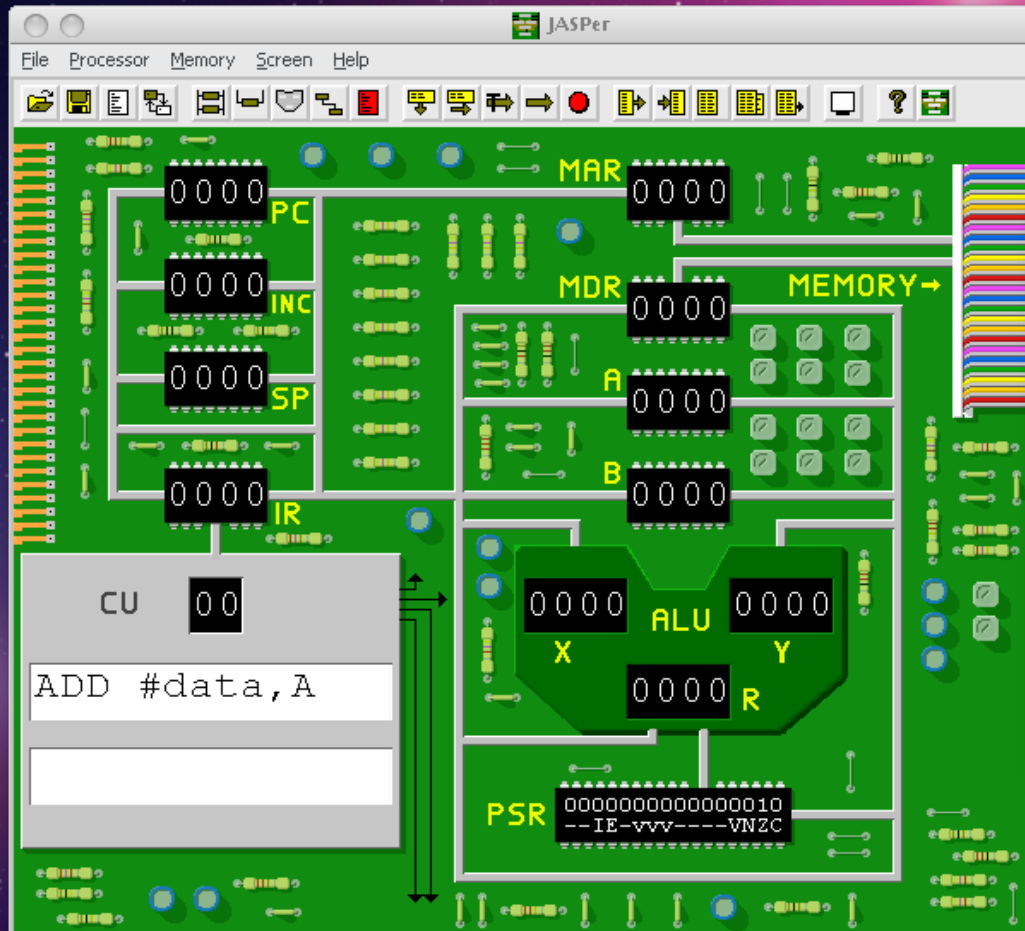 JASPer
File Processor Memory Screen Help
0000 PC
MAR 0000
0000 INC
MDR 0000
MEMORY→
0000 SP
A 0000
0000 IR
B 0000
CU 00
0000 X
ALU
0000 Y
ADD #data,A
0000 R
PSR 0000000000000010
--IE-vvv----VNZC